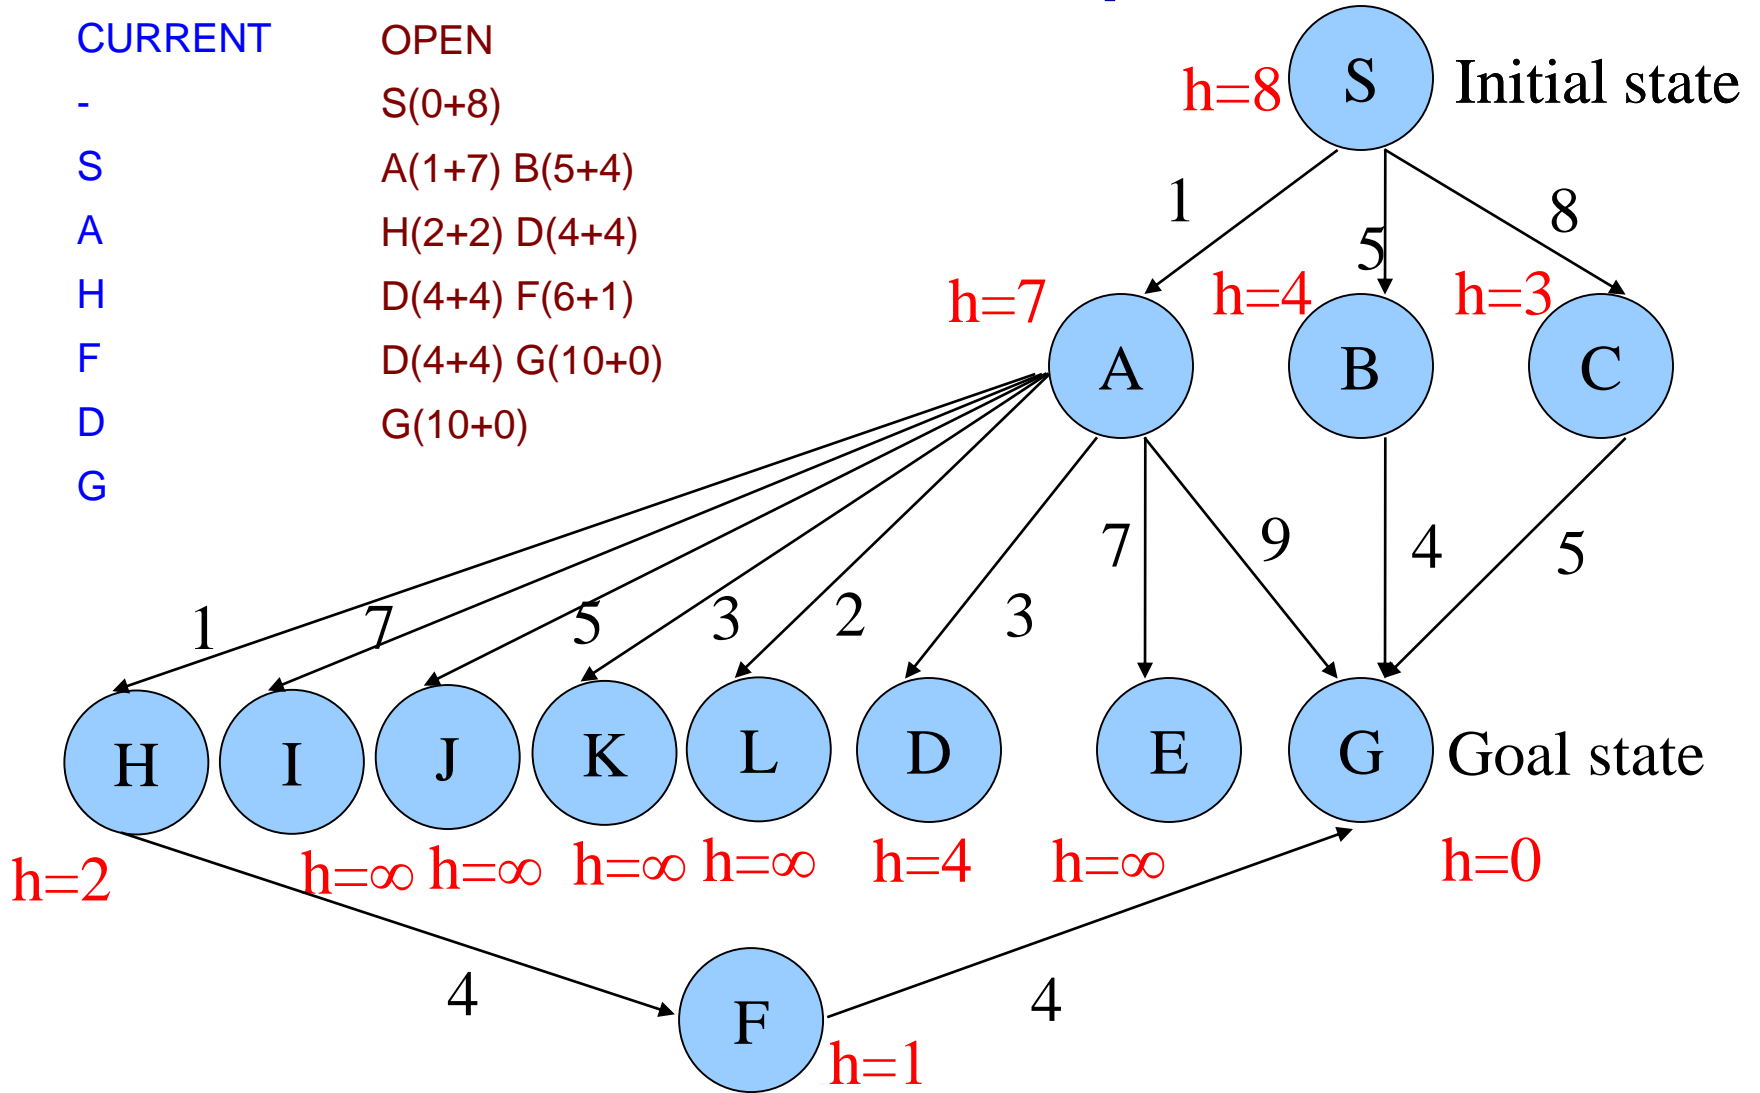 CURRENT OPEN
- S(0+8)
S A(1+7) B(5+4)
A H(2+2) D(4+4)
H D(4+4) F(6+1)
F D(4+4) G(10+0)
D G(10+0)
G
h=8 S Initial state
1 5 8
h=7 h=4 h=3
A B C
1 7 5 3 2 3 7 9 4 5
H I J K L D E G Goal state
h=2 h=∞ h=∞ h=∞ h=∞ h=4 h=∞ h=0
4 F 4
h=1